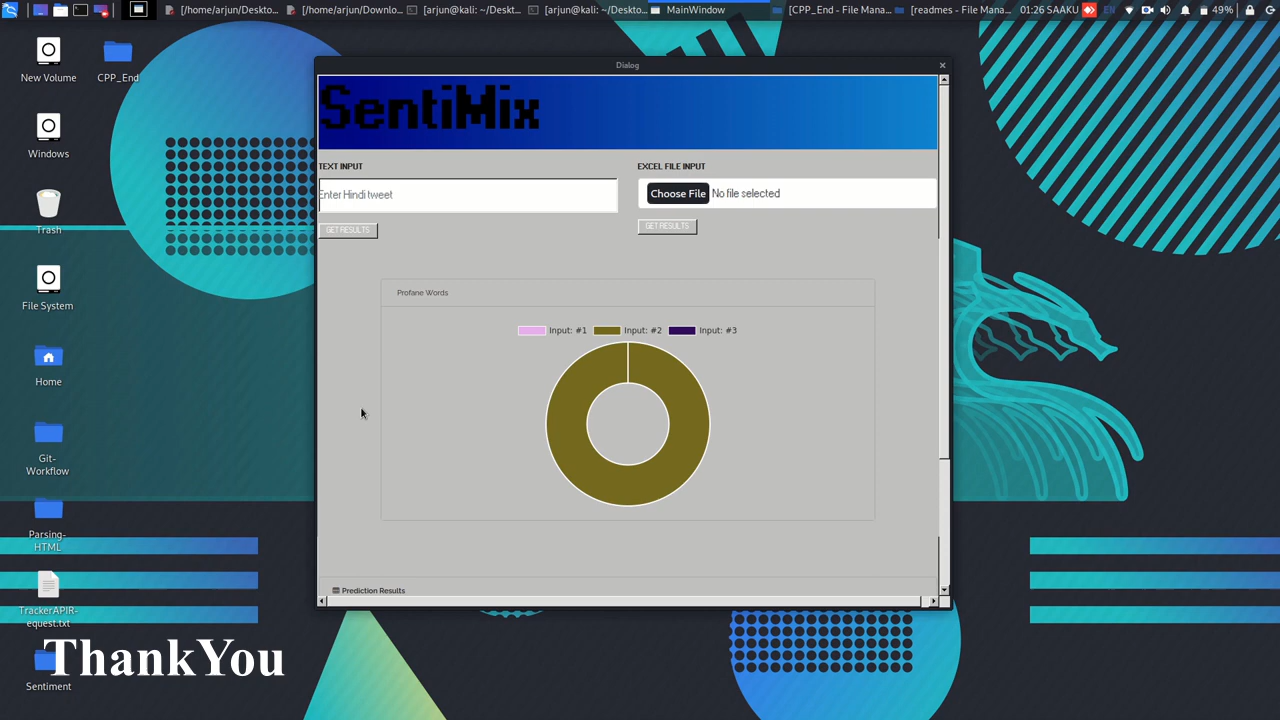 [/home/arjun/Deskto...
[/home/arjun/Downlo...
[arjun@kali: ~/Deskt...
[arjun@kali: ~/Deskto...
MainWindow
[CPP_End - File Mana...
[readmes - File Mana...
01:26 SAAKU
EN
49%
New Volume
CPP_End
Windows
Trash
File System
Home
Git-
Workflow
Parsing-
HTML
TrackerAPIR-
equest.txt
Sentiment
Dialog
SentiMix
TEXT INPUT
Enter Hindi tweet
GET RESULTS
EXCEL FILE INPUT
Choose File No file selected
GET RESULTS
Profane Words
Input: #1 Input: #2 Input: #3
Prediction Results
ThankYou